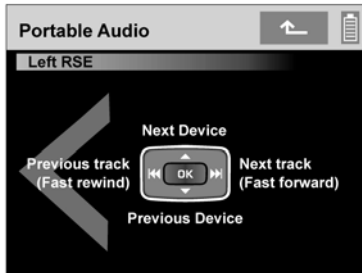 Portable Audio
Left RSE
Next Device
Previous track
(Fast rewind)
OK
Next track
(Fast forward)
Previous Device